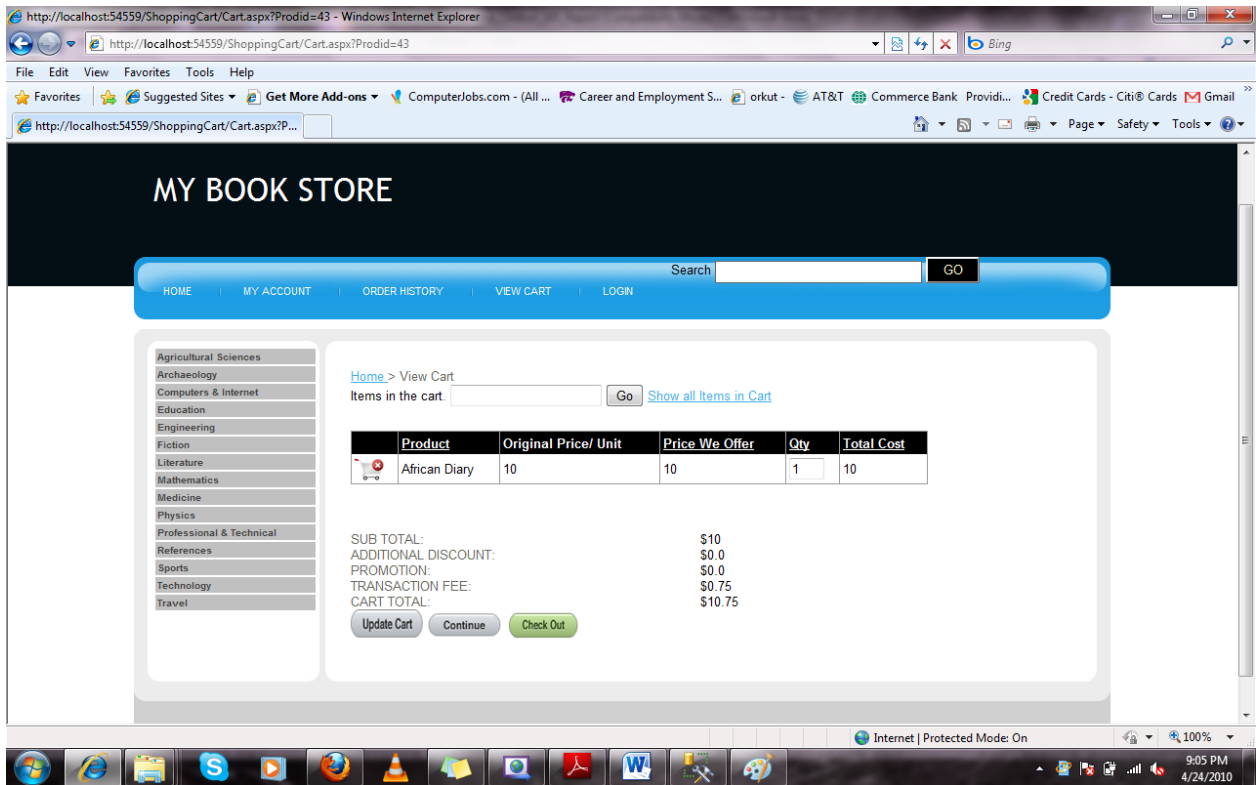 http://localhost:54559/ShoppingCart/Cart.aspx?Prodid=43 - Windows Internet Explorer
http://localhost:54559/ShoppingCart/Cart.aspx?Prodid=43
Bing
File Edit View Favorites Tools Help
Favorites Suggested Sites Get More Add-ons ComputerJobs.com - (All ... Career and Employment S... orkut - AT&T Commerce Bank Providi... Credit Cards - Citi® Cards Gmail
http://localhost:54559/ShoppingCart/Cart.aspx?P... Page Safety Tools
MY BOOK STORE
Search GO
HOME | MY ACCOUNT | ORDER HISTORY | VIEW CART | LOGIN
Agricultural Sciences
Archaeology
Computers & Internet
Education
Engineering
Fiction
Literature
Mathematics
Medicine
Physics
Professional & Technical
References
Sports
Technology
Travel
Home > View Cart
Items in the cart. Go Show all Items in Cart
Product Original Price/ Unit Price We Offer Qty Total Cost
African Diary 10 10 1 10
SUB TOTAL: $10
ADDITIONAL DISCOUNT: $0.0
PROMOTION: $0.0
TRANSACTION FEE: $0.75
CART TOTAL: $10.75
Update Cart Continue Check Out
Internet | Protected Mode: On 100%
9:05 PM
4/24/2010